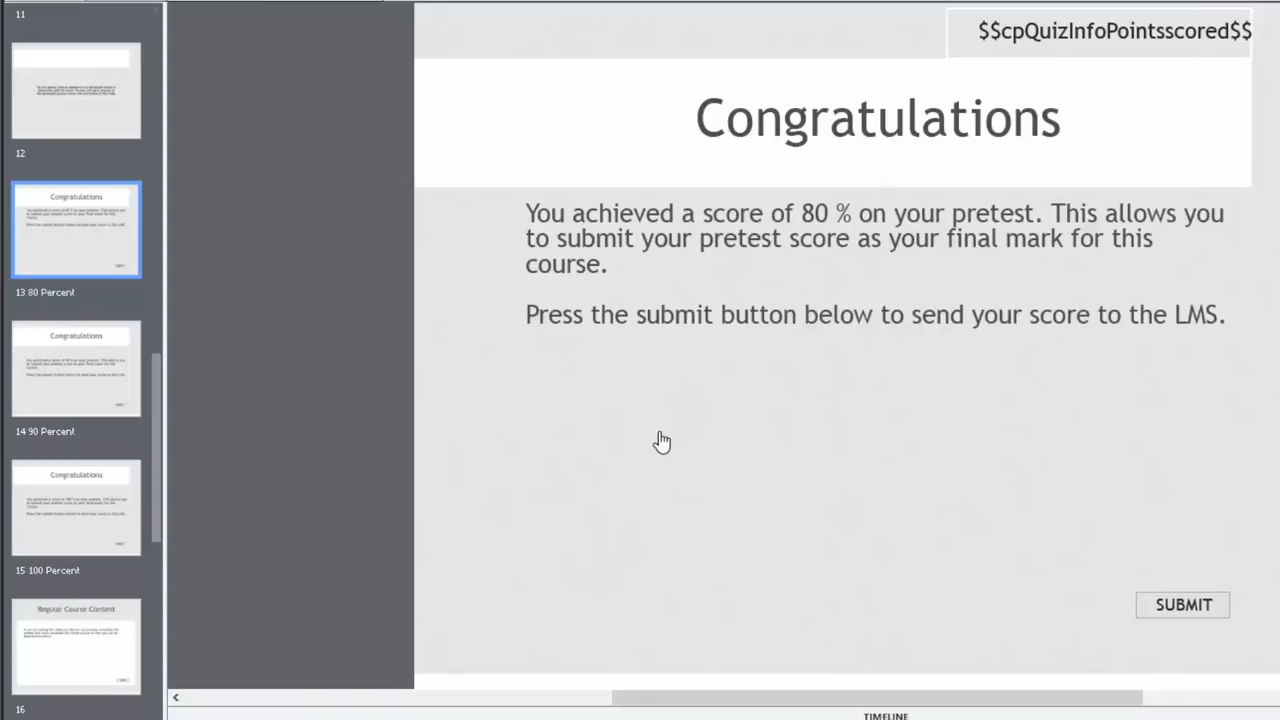 11
12
Congratulations
13 80 Percent
Congratulations
14 90 Percent
Congratulations
15 100 Percent
Regular Course Content
16
$$cpQuizInfoPointsscored$$
Congratulations
You achieved a score of 80 % on your pretest. This allows you
to submit your pretest score as your final mark for this
course.
Press the submit button below to send your score to the LMS.
SUBMIT
TIMELINE